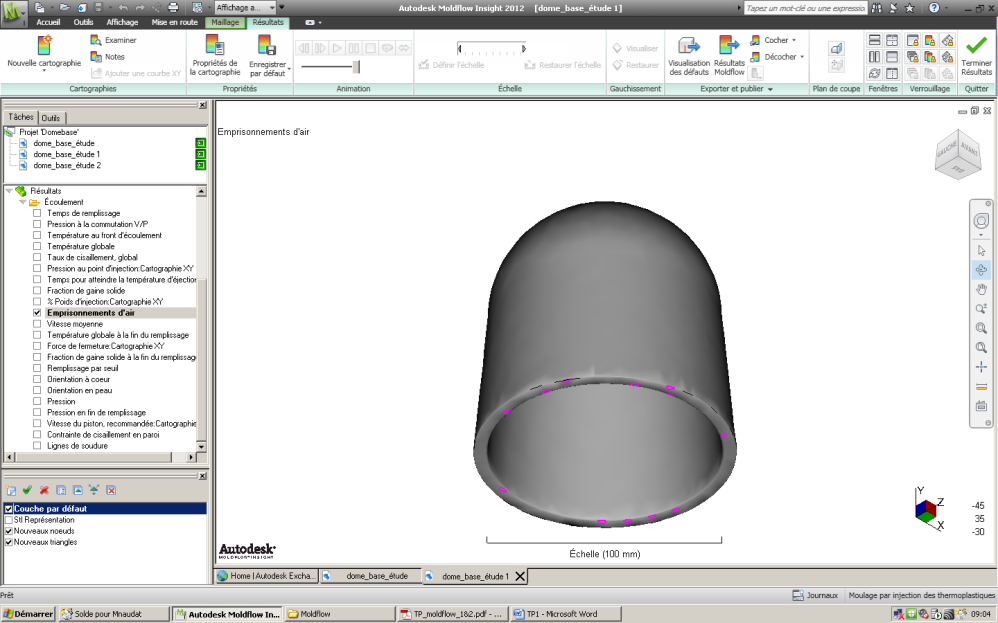 Affichage a...
Autodesk Moldflow Insight 2012 [dome_base_étude 1]
Tapez un mot-clé ou une expression
Accueil Outils Affichage Mise en route Maillage Résultats
Nouvelle cartographie
Examiner
Notes
Ajouter une courbe XY
Propriétés de la cartographie
Enregistrer par défaut
Définir l'échelle
Restaurer l'échelle
Visualiser
Restaurer
Visualisation des défauts
Résultats Moldflow
Cocher
Décocher
Terminer Résultats
Cartographies Propriétés Animation Échelle Gauchissement Exporter et publier Plan de coupe Fenêtres Verrouillage Quitter
Tâches Outils
Projet 'Domebase'
dome_base_étude
dome_base_étude 1
dome_base_étude 2
Résultats
Écoulement
Temps de remplissage
Pression à la commutation V/P
Température au front d'écoulement
Température globale
Taux de cisaillement, global
Pression au point d'injection:Cartographie XY
Temps pour atteindre la température d'éjection
Fraction de gaine solide
% Poids d'injection:Cartographie XY
Emprisonnements d'air
Vitesse moyenne
Température globale à la fin du remplissage
Force de fermeture:Cartographie XY
Fraction de gaine solide à la fin du remplissage
Remplissage par seuil
Orientation à coeur
Orientation en peau
Pression
Pression en fin de remplissage
Vitesse du piston, recommandée:Cartographie
Contrainte de cisaillement en paroi
Lignes de soudure
Couche par défaut
Stl Représentation
Nouveaux noeuds
Nouveaux triangles
Emprisonnements d'air
GAUCHE
Y
Z
X
-45
35
-30
Échelle (100 mm)
Autodesk
MOLDFLOW INSIGHT
Home | Autodesk Excha... dome_base_étude dome_base_étude 1
Prêt
Journaux Moulage par injection des thermoplastiques
Démarrer Solde pour Mnaudat Autodesk Moldflow In... Moldflow TP_moldflow_1&2.pdf - ... TP1 - Microsoft Word 09:04